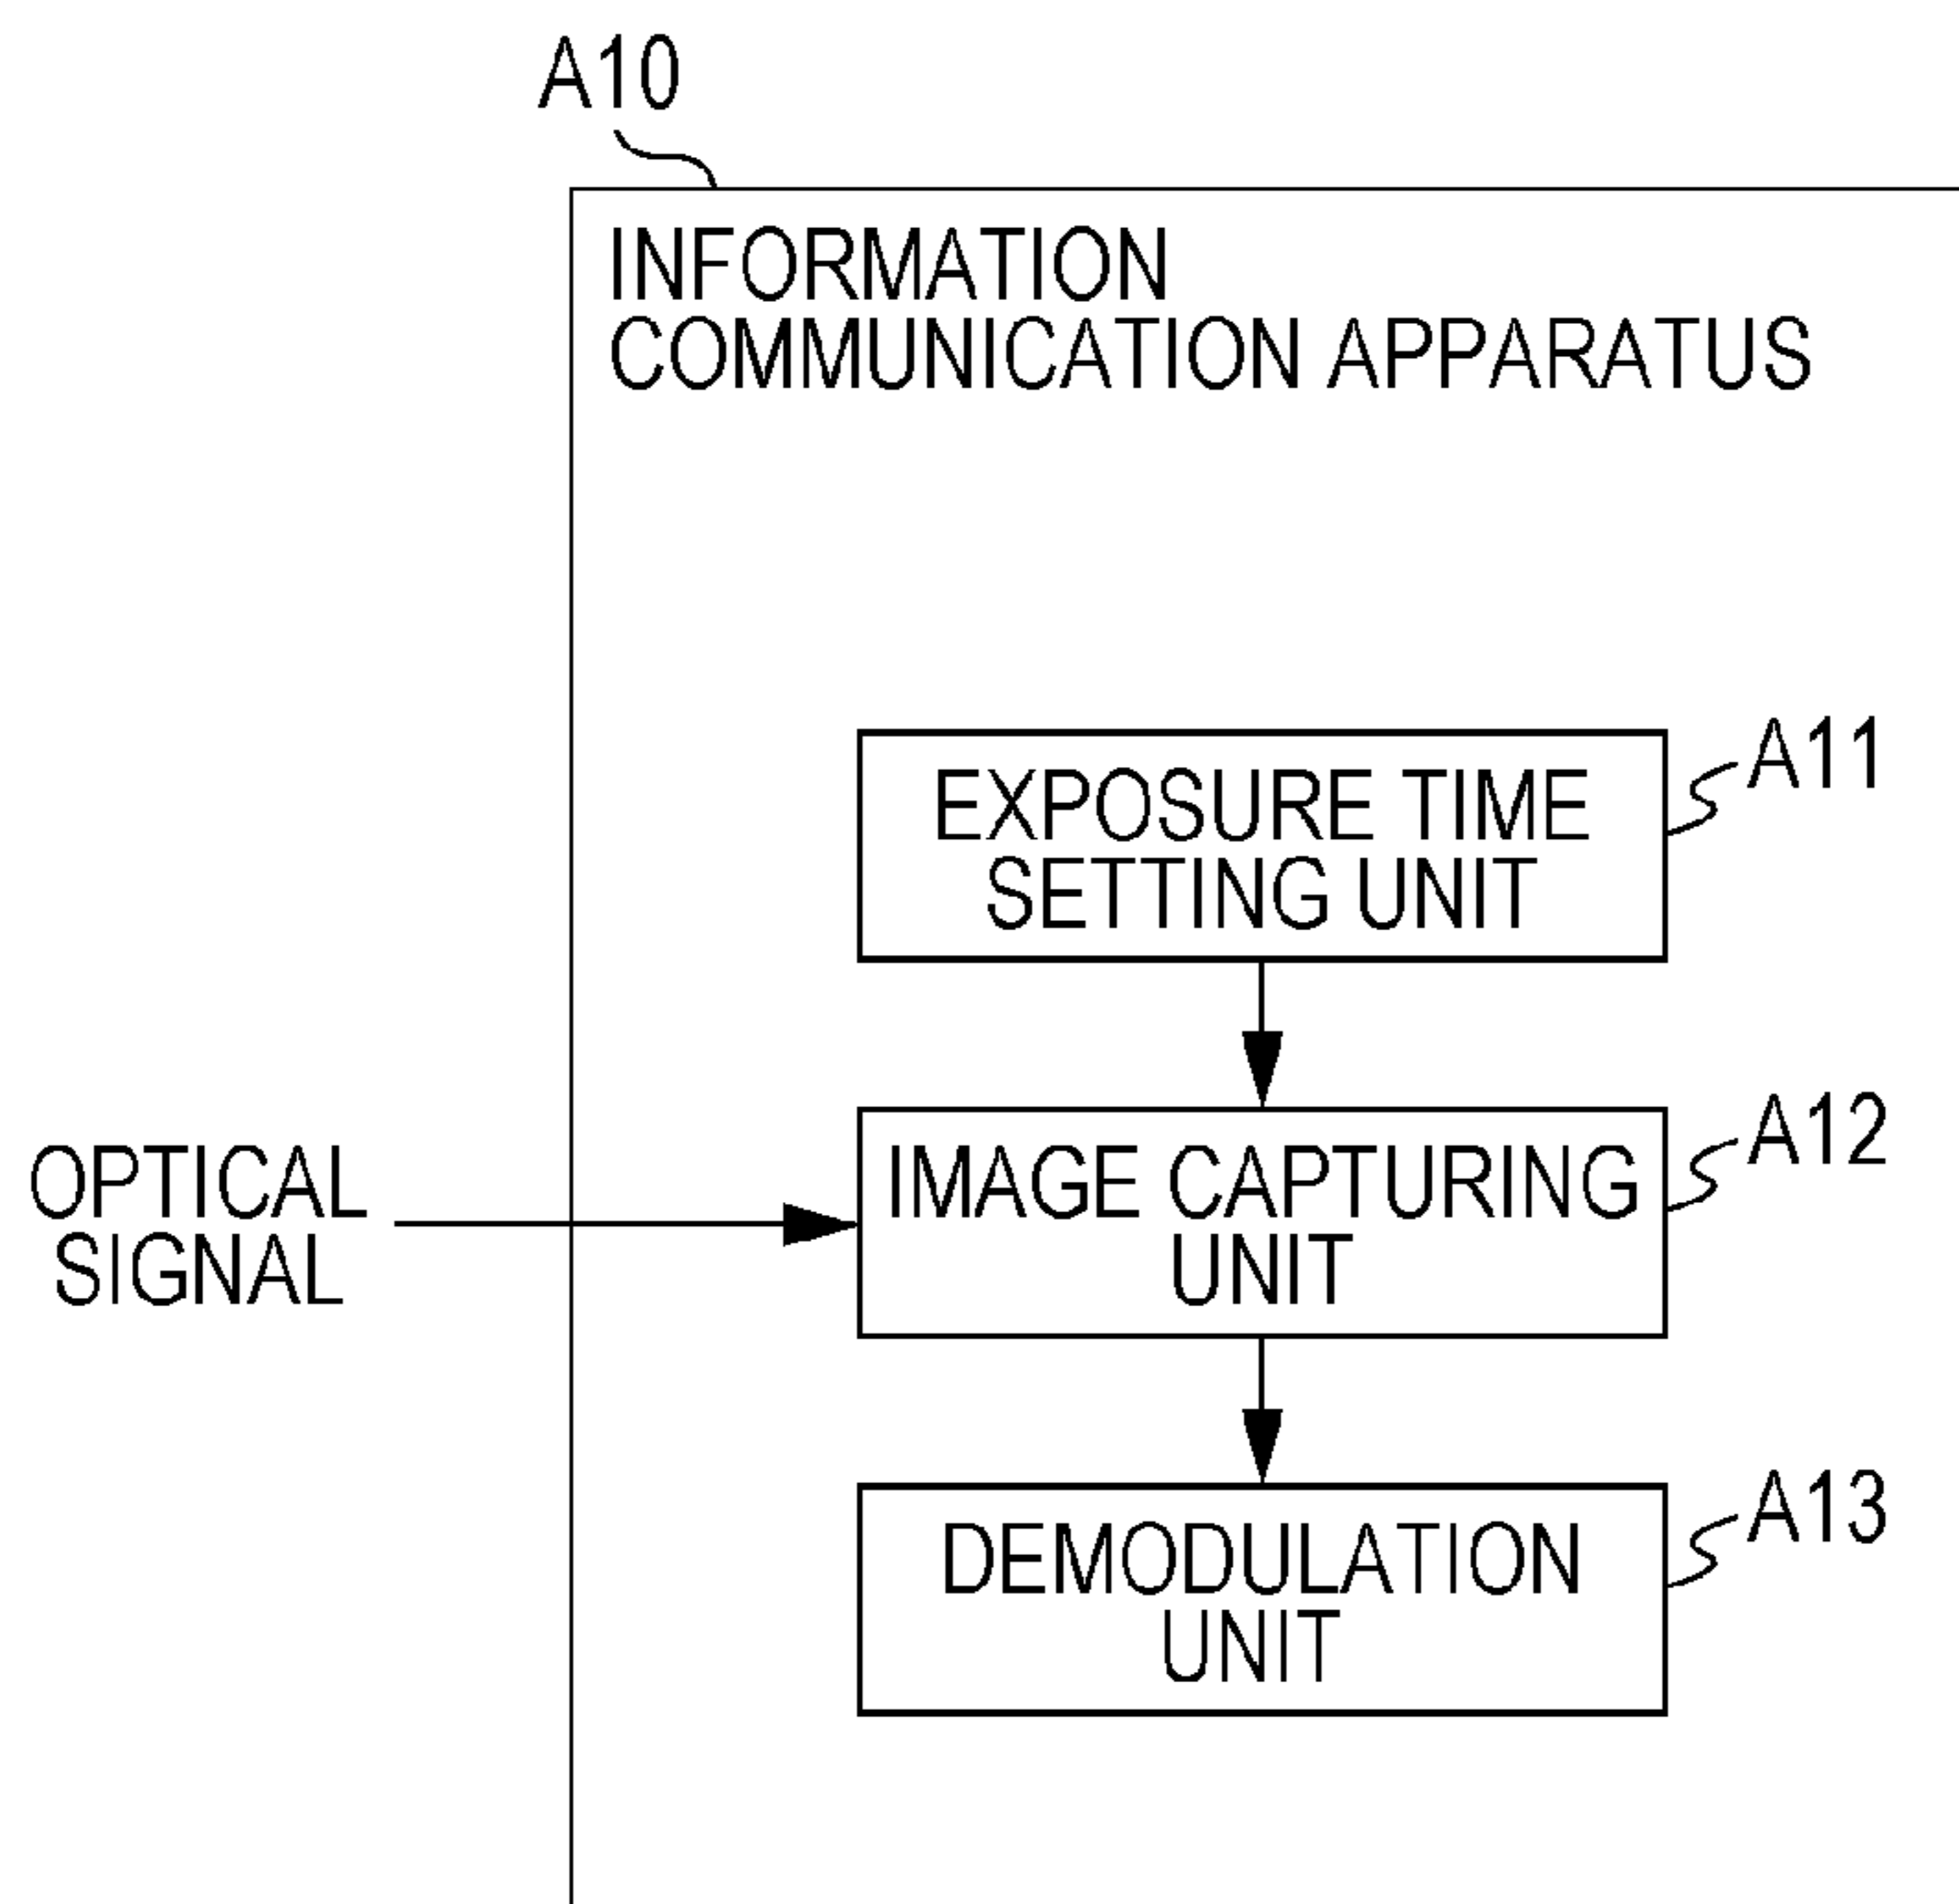 A10
INFORMATION
COMMUNICATION APPARATUS
EXPOSURE TIME
SETTING UNIT
A11
OPTICAL
SIGNAL
IMAGE CAPTURING
UNIT
A12
DEMODULATION
UNIT
A13